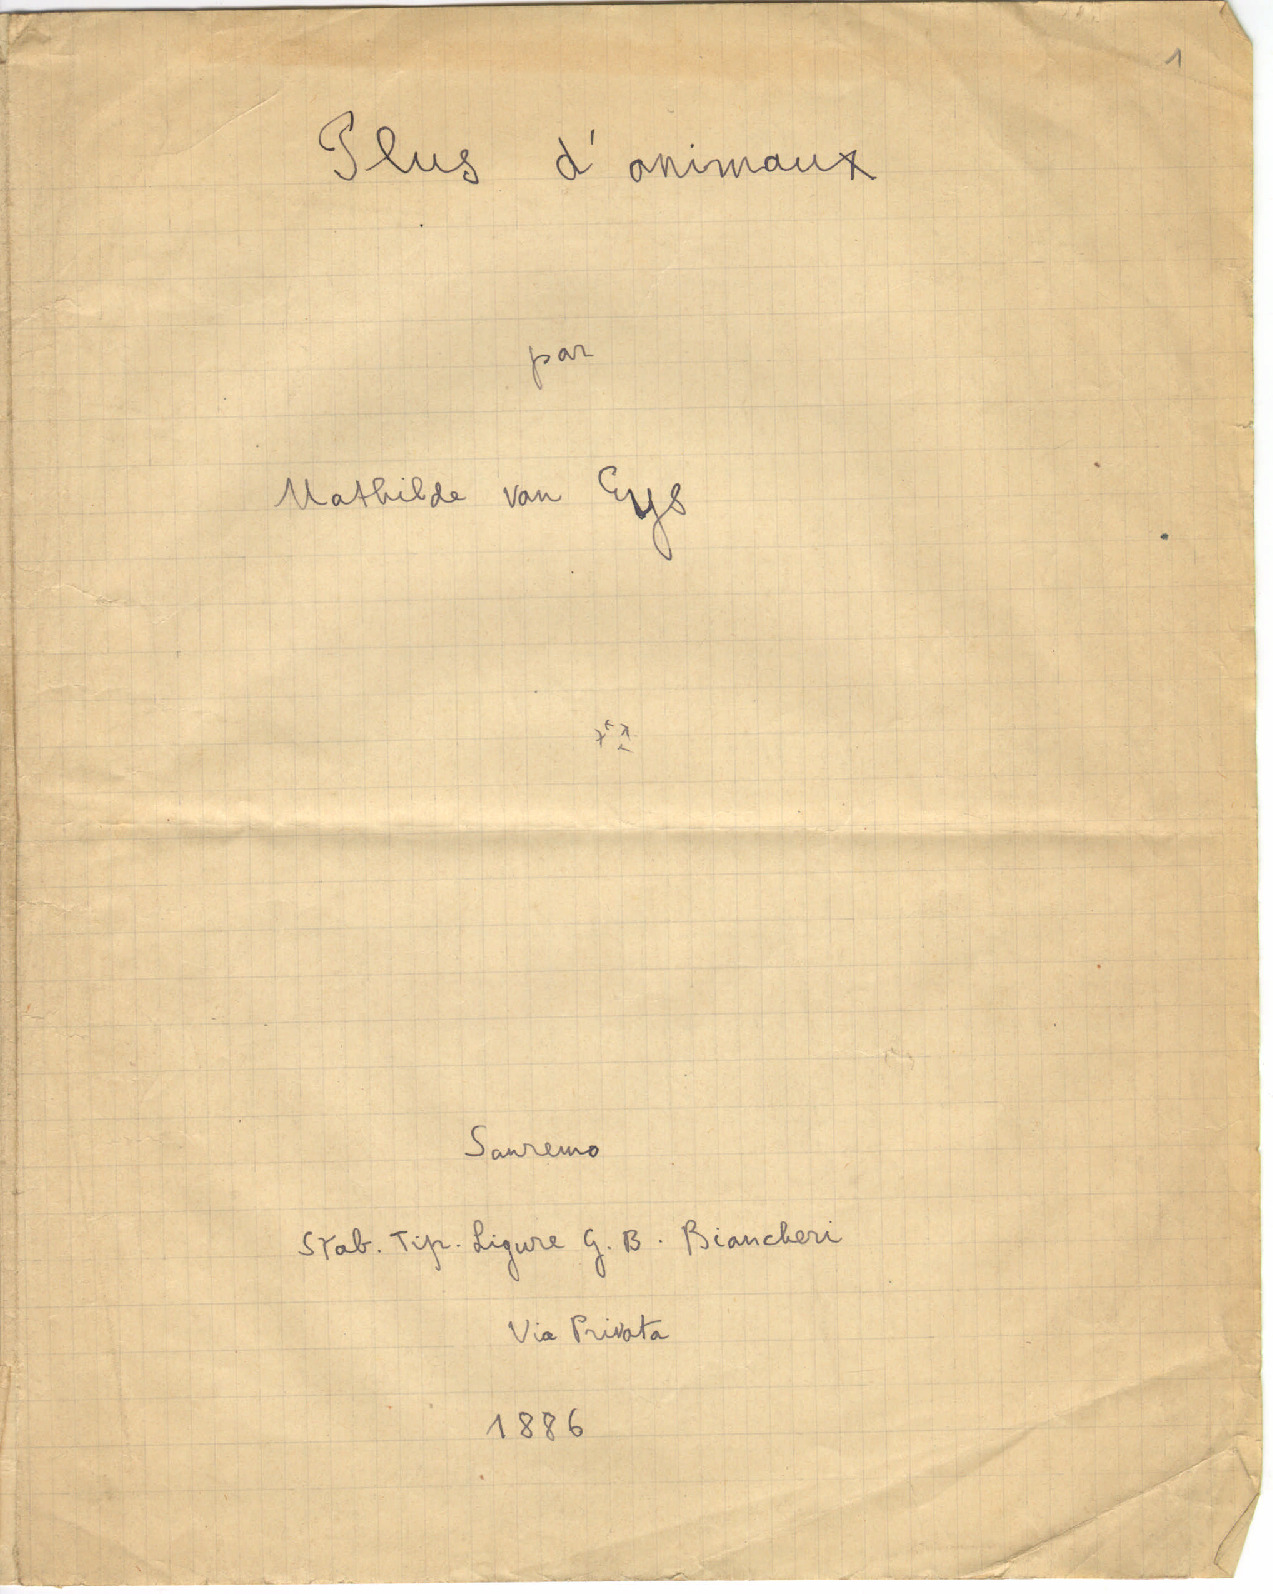 1
Plus d'animaux
par
Mathilde van Eys
Sanremo
Stab. Tip. Ligure G. B. Biancheri
Via Privata
1886